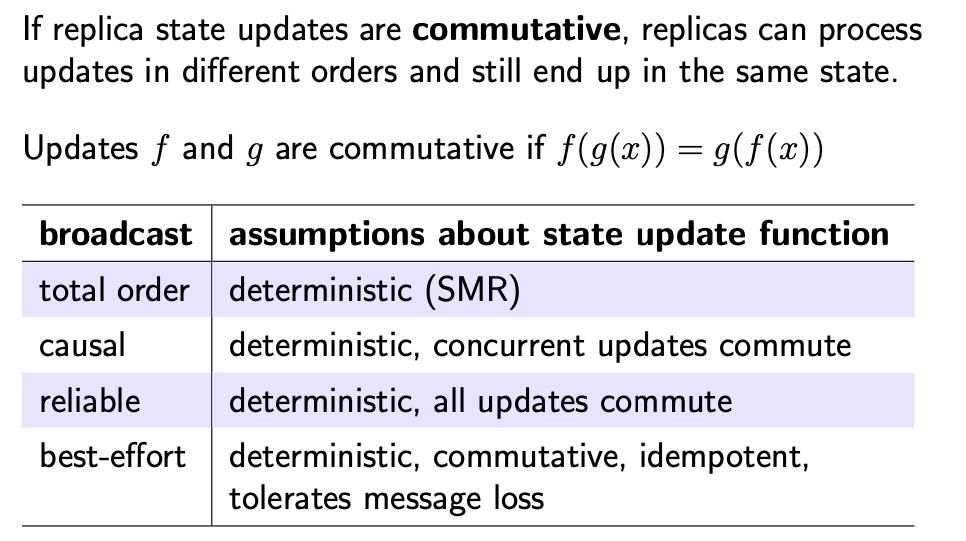 If replica state updates are commutative, replicas can process
updates in different orders and still end up in the same state.
Updates f and g are commutative if f(g(x)) = g(f(x))
broadcast assumptions about state update function
total order deterministic (SMR)
causal deterministic, concurrent updates commute
reliable deterministic, all updates commute
best-effort deterministic, commutative, idempotent,
tolerates message loss